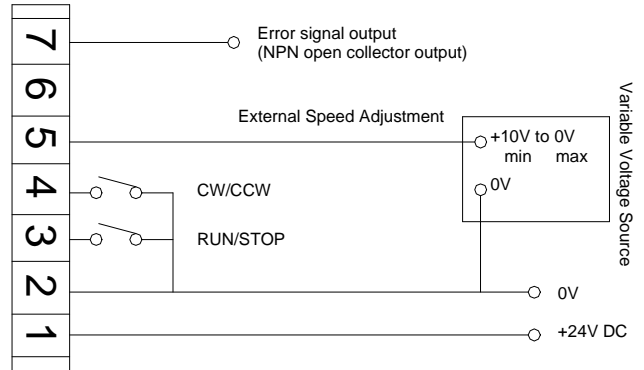 7
Error signal output
(NPN open collector output)
6
5
External Speed Adjustment
+10V to 0V
min max
0V
Variable Voltage Source
4
CW/CCW
3
RUN/STOP
2
0V
1
+24V DC